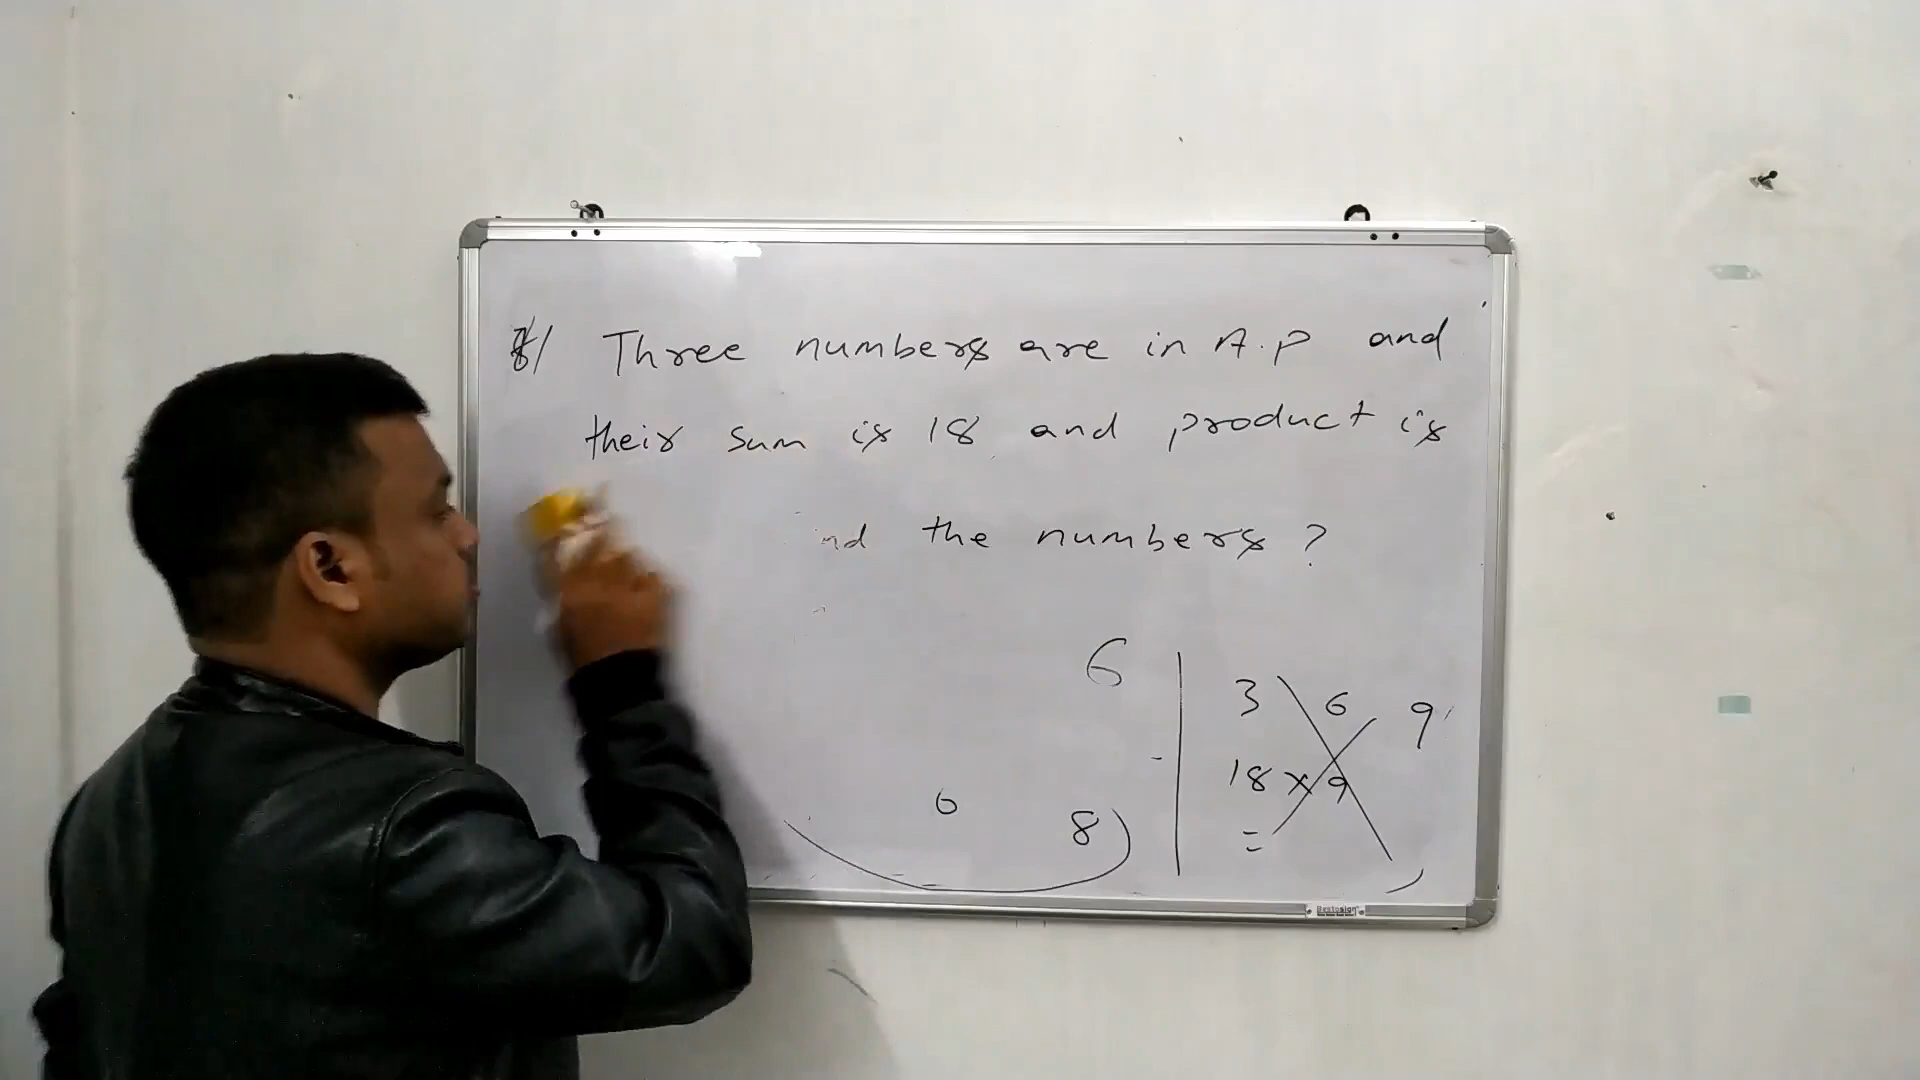 Three numbers are in A.P and
their sum is 18 and product is
nd the numbers ?
6
3 6 9
18 x 9
=
6 8
Bestosign